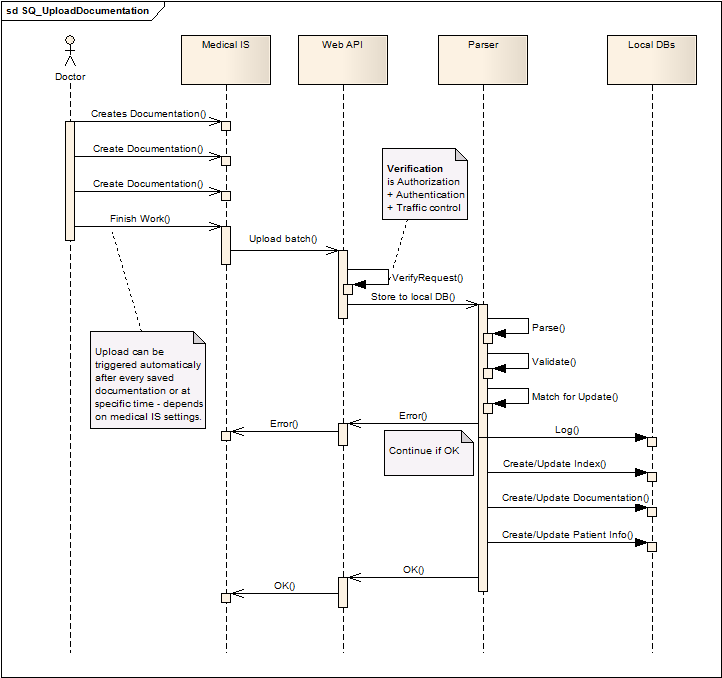 sd SQ_UploadDocumentation
Doctor
Medical IS
Web API
Parser
Local DBs
Creates Documentation()
Create Documentation()
Create Documentation()
Verification
is Authorization
+ Authentication
+ Traffic control
Finish Work()
Upload batch()
VerifyRequest()
Store to local DB()
Parse()
Upload can be
triggered automaticaly
after every saved
documentation or at
specific time - depends
on medical IS settings.
Validate()
Match for Update()
Error()
Error()
Log()
Continue if OK
Create/Update Index()
Create/Update Documentation()
Create/Update Patient Info()
OK()
OK()